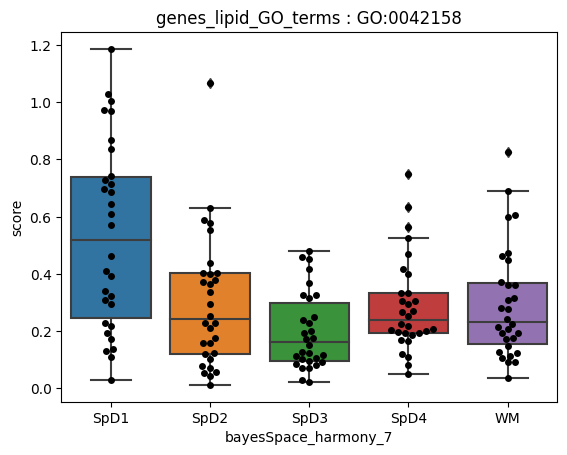 genes_lipid_GO_terms : GO:0042158
score
1.2
1.0
0.8
0.6
0.4
0.2
0.0
SpD1 SpD2 SpD3 SpD4 WM
bayesSpace_harmony_7